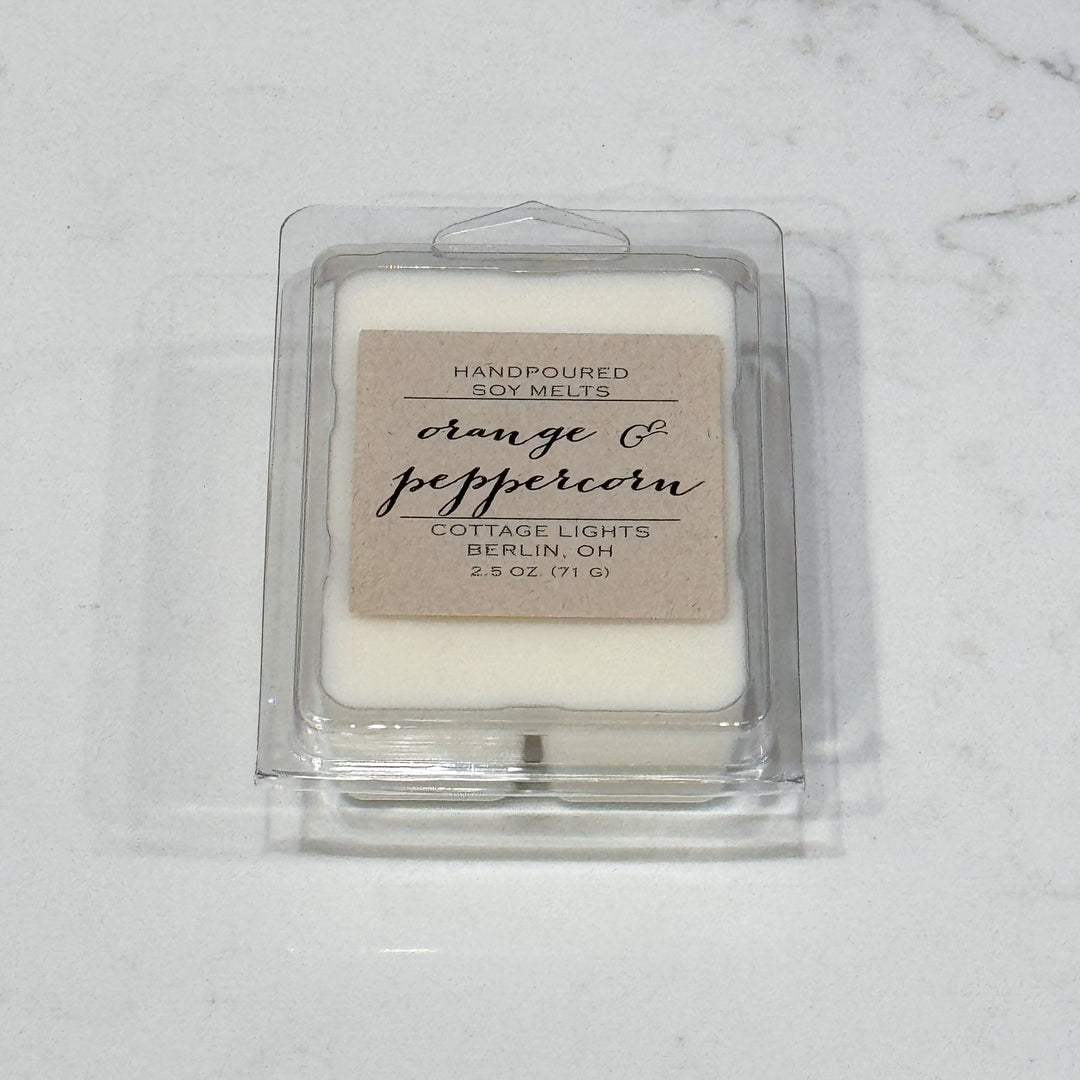 HANDPOURED
SOY MELTS
orange &
peppercorn
COTTAGE LIGHTS
BERLIN, OH
2.5 OZ. (71 G)